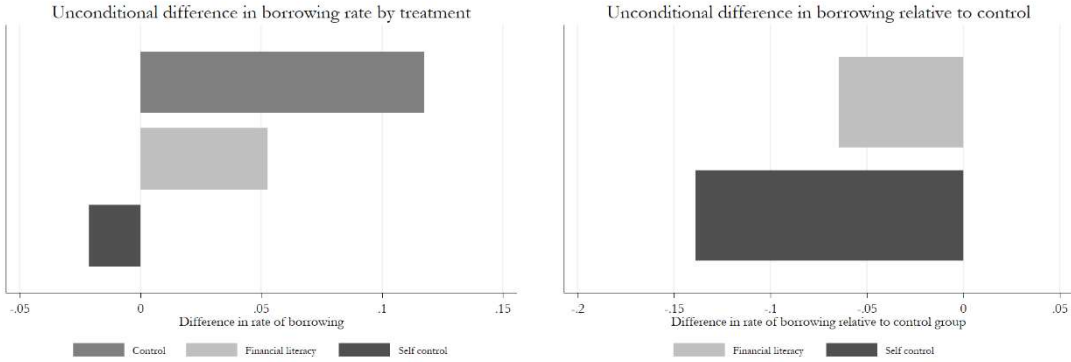 Unconditional difference in borrowing rate by treatment
-.05 0 .05 .1 .15
Difference in rate of borrowing
Control Financial literacy Self control
Unconditional difference in borrowing relative to control
-.2 -.15 -.1 -.05 0 .05
Difference in rate of borrowing relative to control group
Financial literacy Self control